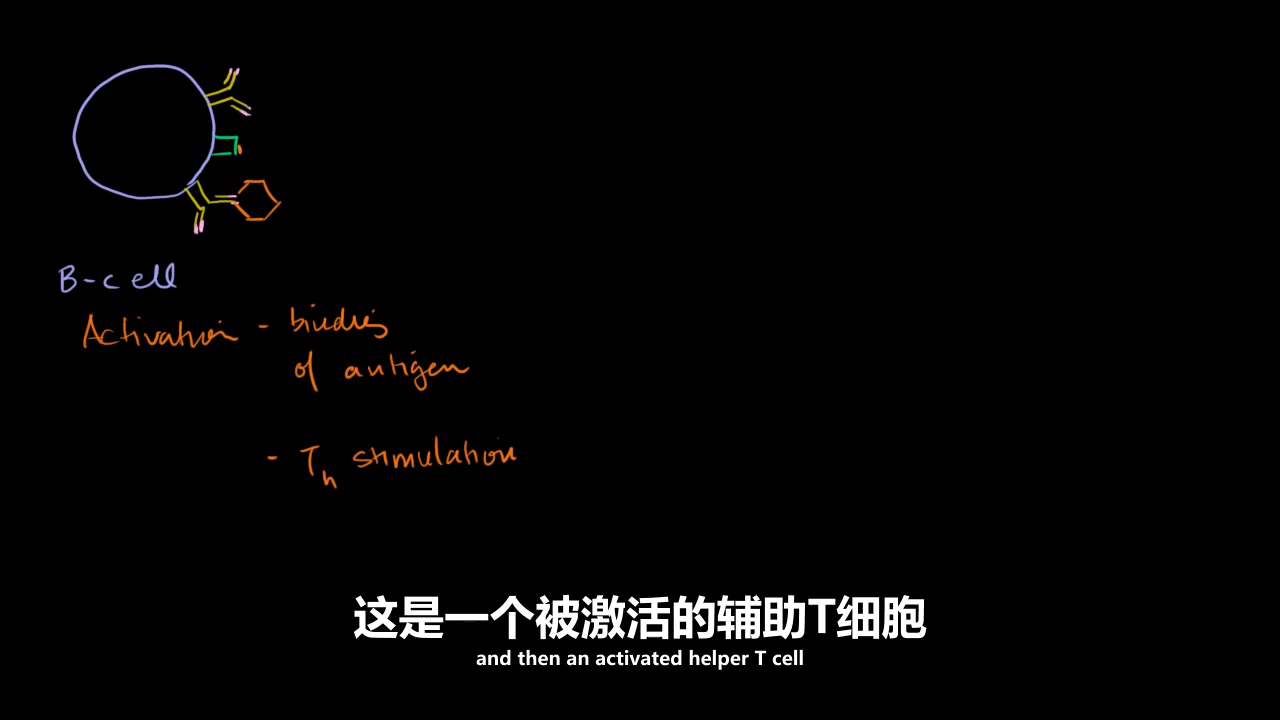 B-cell
Activation - binding
of antigen
- Th stimulation
这是一个被激活的辅助T细胞
and then an activated helper T cell